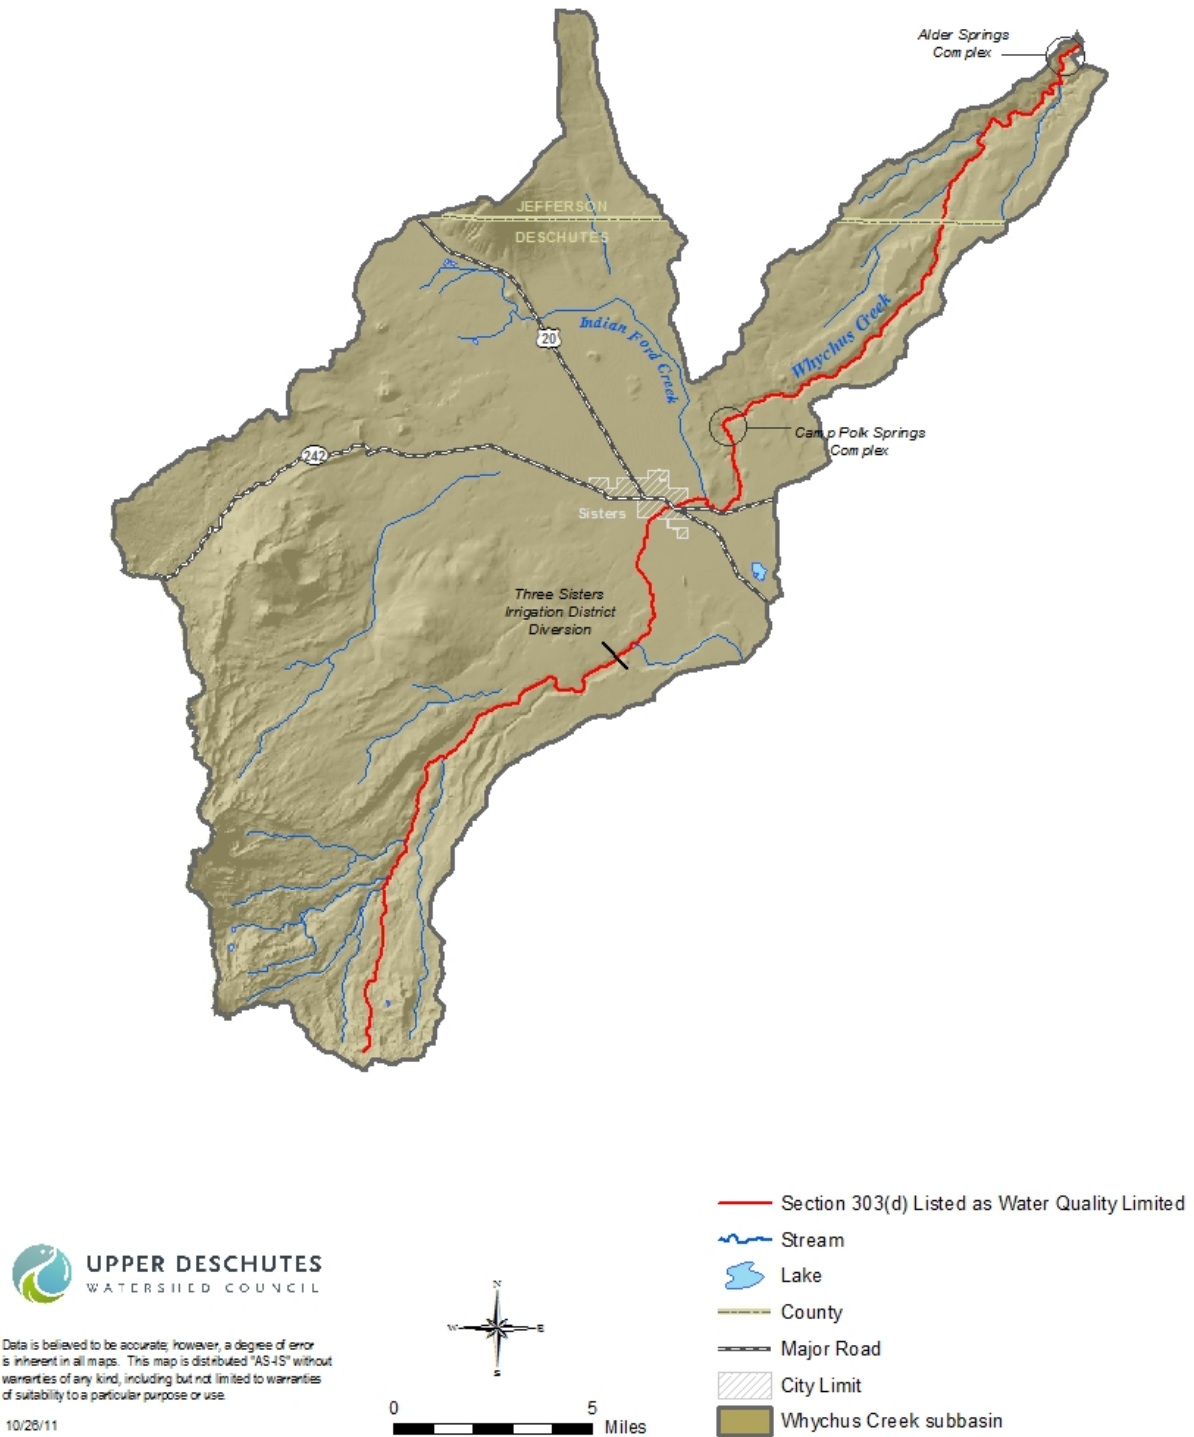 Alder Springs
Complex
JEFFERSON
DESCHUTES
Indian Ford Creek
20
Whychus Creek
Camp Polk Springs
Complex
242
Sisters
Three Sisters
Irrigation District
Diversion
Section 303(d) Listed as Water Quality Limited
Stream
Lake
County
Major Road
City Limit
Whychus Creek subbasin
UPPER DESCHUTES
WATERSHED COUNCIL
N
W E
S
Data is believed to be accurate; however, a degree of error
is inherent in all maps. This map is distributed "AS-IS" without
warranties of any kind, including but not limited to warranties
of suitability to a particular purpose or use.
10/26/11
0 5
Miles